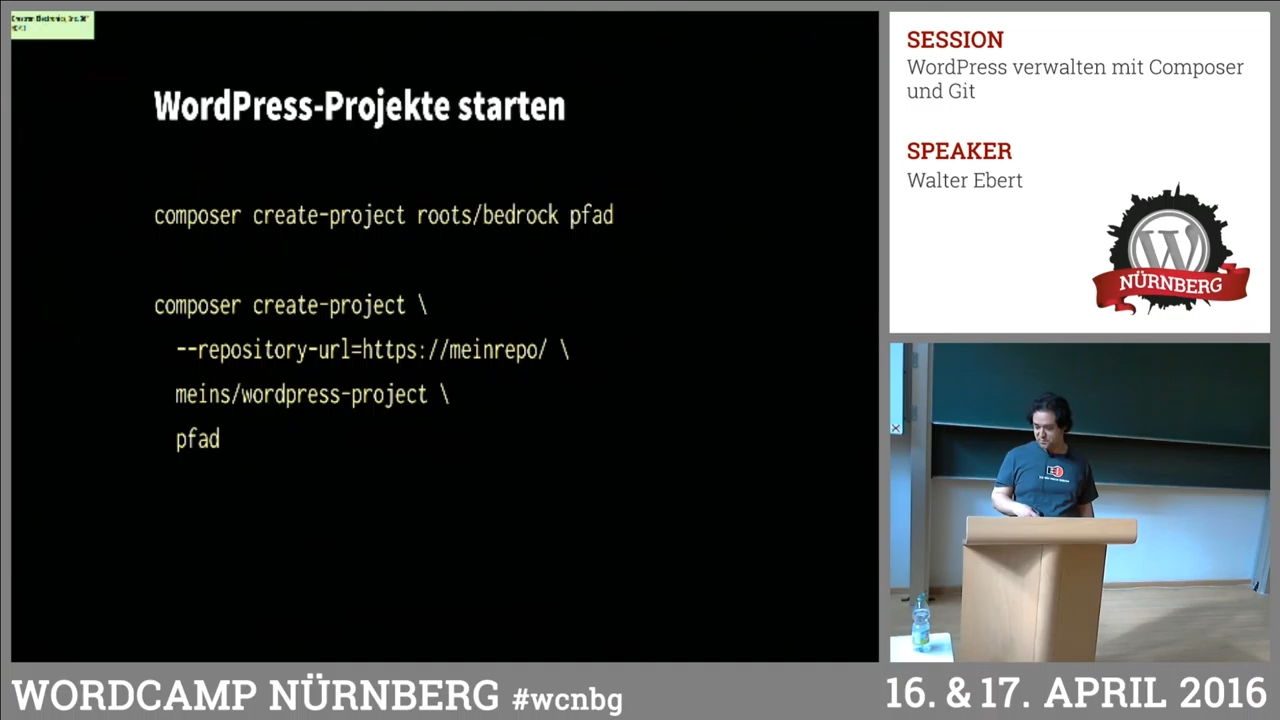 WordPress-Projekte starten
composer create-project roots/bedrock pfad
composer create-project \
--repository-url=https://meinrepo/ \
meins/wordpress-project \
pfad
SESSION
WordPress verwalten mit Composer
und Git
SPEAKER
Walter Ebert
W
NÜRNBERG
WORDCAMP NÜRNBERG #wcnbg
16. & 17. APRIL 2016